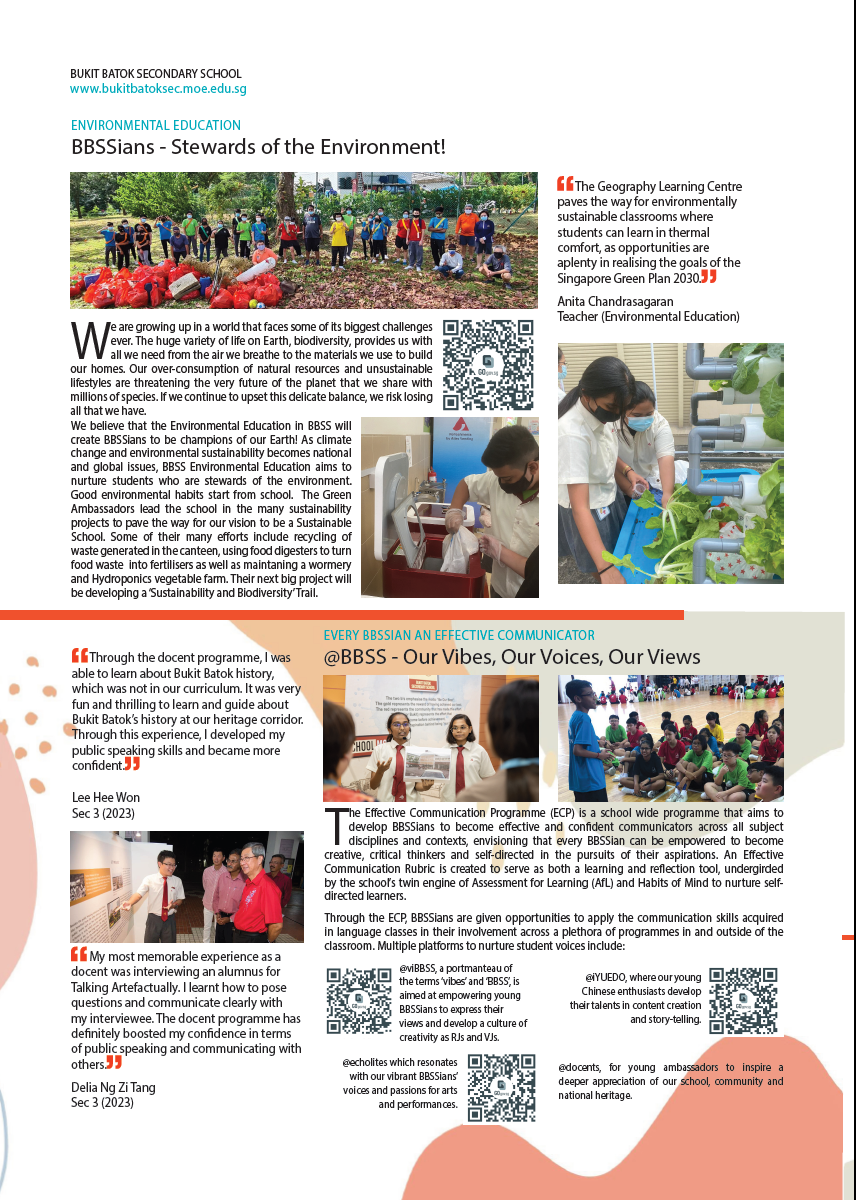 BUKIT BATOK SECONDARY SCHOOL
www.bukitbatoksec.moe.edu.sg
ENVIRONMENTAL EDUCATION
BBSSians - Stewards of the Environment!
❝The Geography Learning Centre
paves the way for environmentally
sustainable classrooms where
students can learn in thermal
comfort, as opportunities are
aplenty in realising the goals of the
Singapore Green Plan 2030.❞
Anita Chandrasagaran
Teacher (Environmental Education)
We are growing up in a world that faces some of its biggest challenges
ever. The huge variety of life on Earth, biodiversity, provides us with
all we need from the air we breathe to the materials we use to build
our homes. Our over-consumption of natural resources and unsustainable
lifestyles are threatening the very future of the planet that we share with
millions of species. If we continue to upset this delicate balance, we risk losing
all that we have.
We believe that the Environmental Education in BBSS will
create BBSSians to be champions of our Earth! As climate
change and environmental sustainability becomes national
and global issues, BBSS Environmental Education aims to
nurture students who are stewards of the environment.
Good environmental habits start from school. The Green
Ambassadors lead the school in the many sustainability
projects to pave the way for our vision to be a Sustainable
School. Some of their many efforts include recycling of
waste generated in the canteen, using food digesters to turn
food waste into fertilisers as well as maintaning a wormery
and Hydroponics vegetable farm. Their next big project will
be developing a 'Sustainability and Biodiversity' Trail.
❝Through the docent programme, I was
able to learn about Bukit Batok history,
which was not in our curriculum. It was very
fun and thrilling to learn and guide about
Bukit Batok's history at our heritage corridor.
Through this experience, I developed my
public speaking skills and became more
confident.❞
Lee Hee Won
Sec 3 (2023)
❝My most memorable experience as a
docent was interviewing an alumnus for
Talking Artefactually. I learnt how to pose
questions and communicate clearly with
my interviewee. The docent programme has
definitely boosted my confidence in terms
of public speaking and communicating with
others.❞
Delia Ng Zi Tang
Sec 3 (2023)
EVERY BBSSIAN AN EFFECTIVE COMMUNICATOR
@BBSS - Our Vibes, Our Voices, Our Views
The Effective Communication Programme (ECP) is a school wide programme that aims to
develop BBSSians to become effective and confident communicators across all subject
disciplines and contexts, envisioning that every BBSSian can be empowered to become
creative, critical thinkers and self-directed in the pursuits of their aspirations. An Effective
Communication Rubric is created to serve as both a learning and reflection tool, undergirded
by the school's twin engine of Assessment for Learning (AfL) and Habits of Mind to nurture self-
directed learners.
Through the ECP, BBSSians are given opportunities to apply the communication skills acquired
in language classes in their involvement across a plethora of programmes in and outside of the
classroom. Multiple platforms to nurture student voices include:
@viBBSS, a portmanteau of
the terms 'vibes' and 'BBSS', is
aimed at empowering young
BBSSians to express their
views and develop a culture of
creativity as RJs and VJs.
@iYUEDO, where our young
Chinese enthusiasts develop
their talents in content creation
and story-telling.
@echolites which resonates
with our vibrant BBSSians'
voices and passions for arts
and performances.
@docents, for young ambassadors to inspire a
deeper appreciation of our school, community and
national heritage.